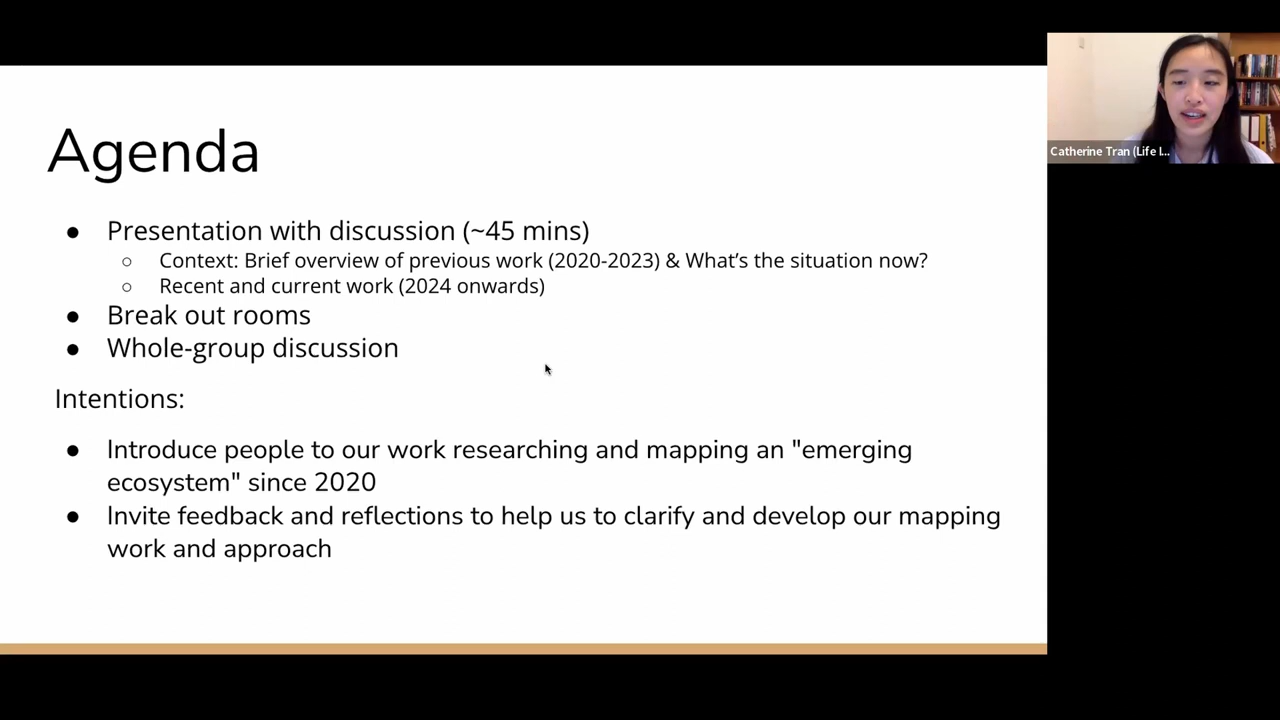 Agenda
● Presentation with discussion (~45 mins)
○ Context: Brief overview of previous work (2020-2023) & What's the situation now?
○ Recent and current work (2024 onwards)
● Break out rooms
● Whole-group discussion
Intentions:
● Introduce people to our work researching and mapping an "emerging
ecosystem" since 2020
● Invite feedback and reflections to help us to clarify and develop our mapping
work and approach
Catherine Tran (Life I...